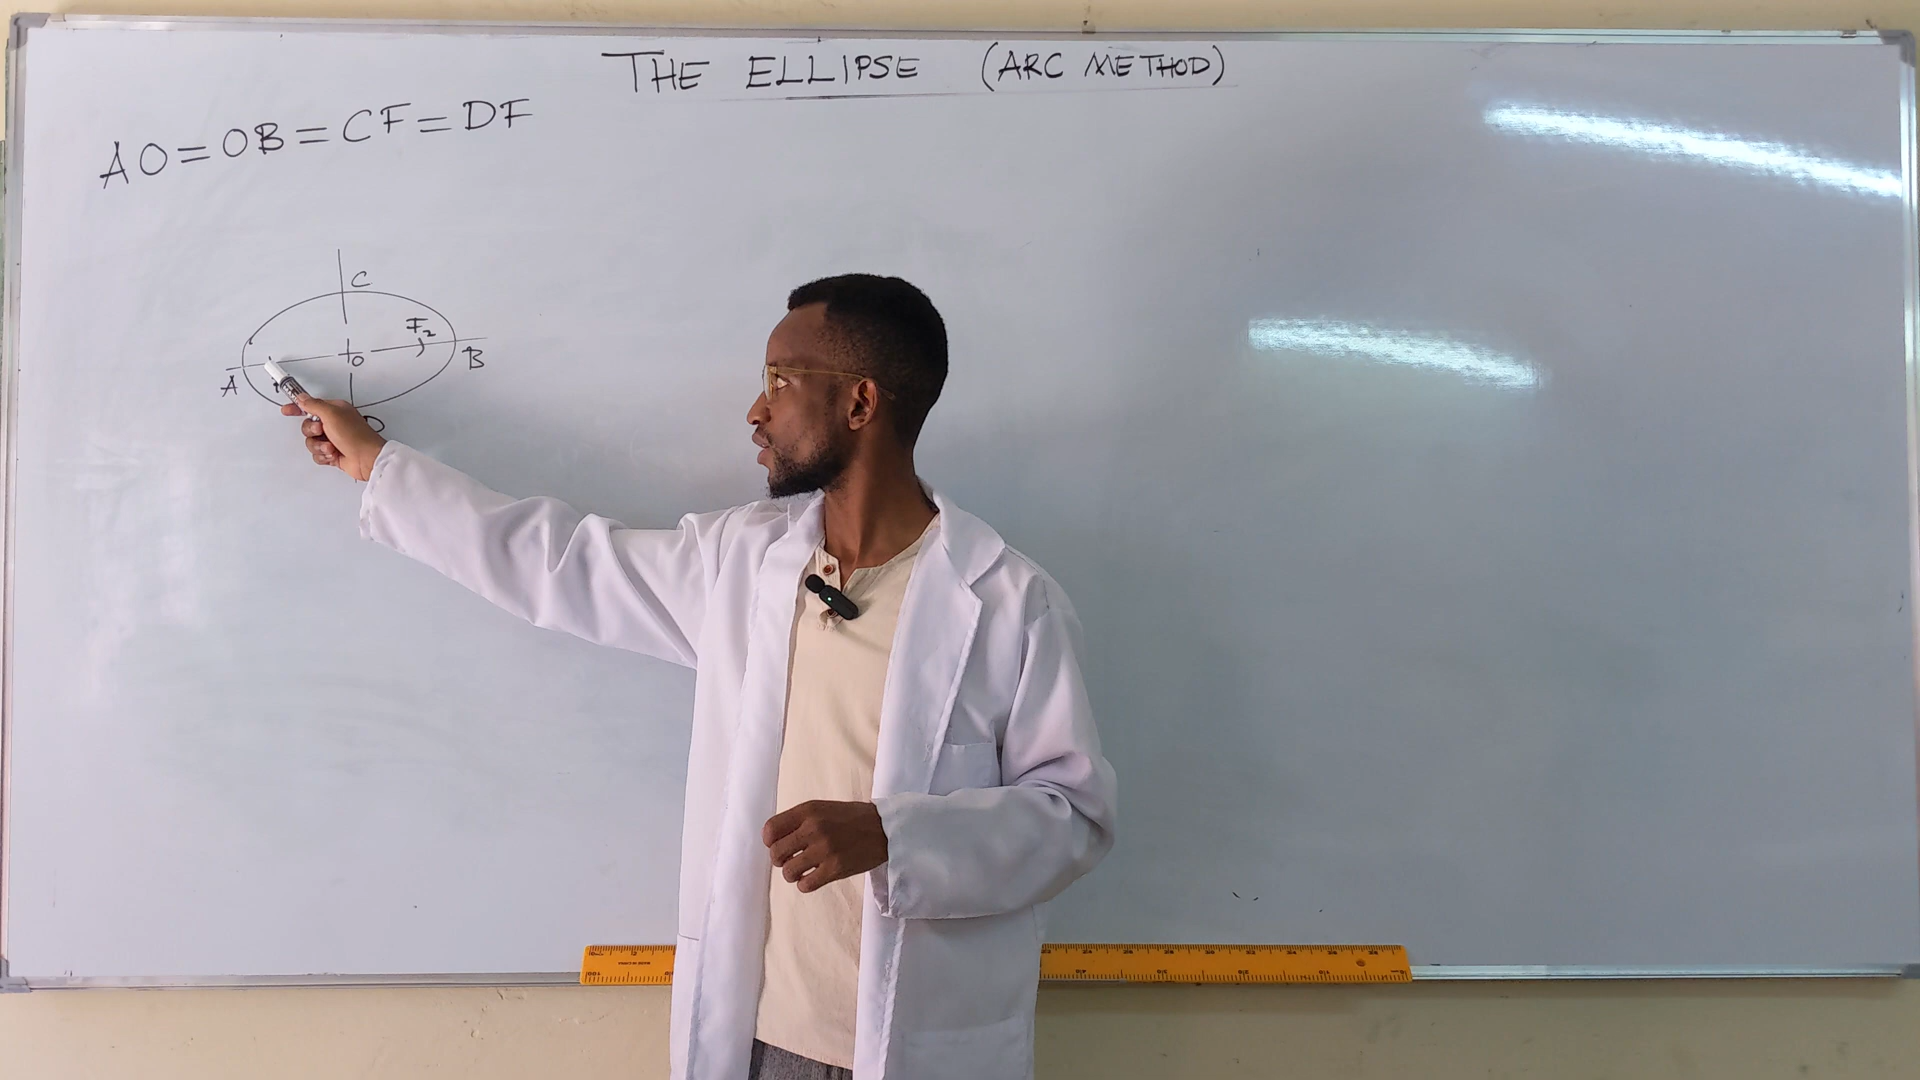 THE ELLIPSE (ARC METHOD)
AO=OB=CF=DF
C
F2
O
B
A
D